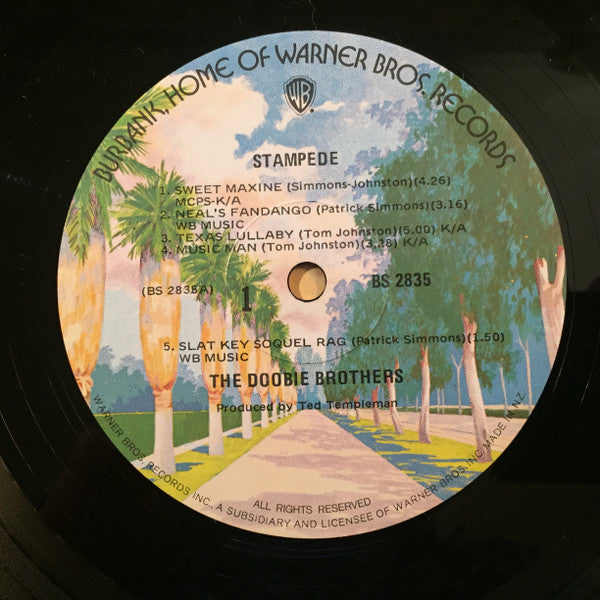 BURBANK, HOME OF WARNER BROS. RECORDS
WB
STAMPEDE
1. SWEET MAXINE (Simmons-Johnston)(4.26)
MCPS-K/A
2. NEAL'S FANDANGO (Patrick Simmons)(3.16)
WB MUSIC
3. TEXAS LULLABY (Tom Johnston)(5.00) K/A
4. MUSIC MAN (Tom Johnston)(3.28) K/A
(BS 2835A)
1
BS 2835
5. SLAT KEY SOQUEL RAG (Patrick Simmons)(1.50)
WB MUSIC
THE DOOBIE BROTHERS
Produced by Ted Templeman
ALL RIGHTS RESERVED
WARNER BROS. RECORDS INC., A SUBSIDIARY AND LICENSEE OF WARNER BROS. INC. MADE IN N.Z.